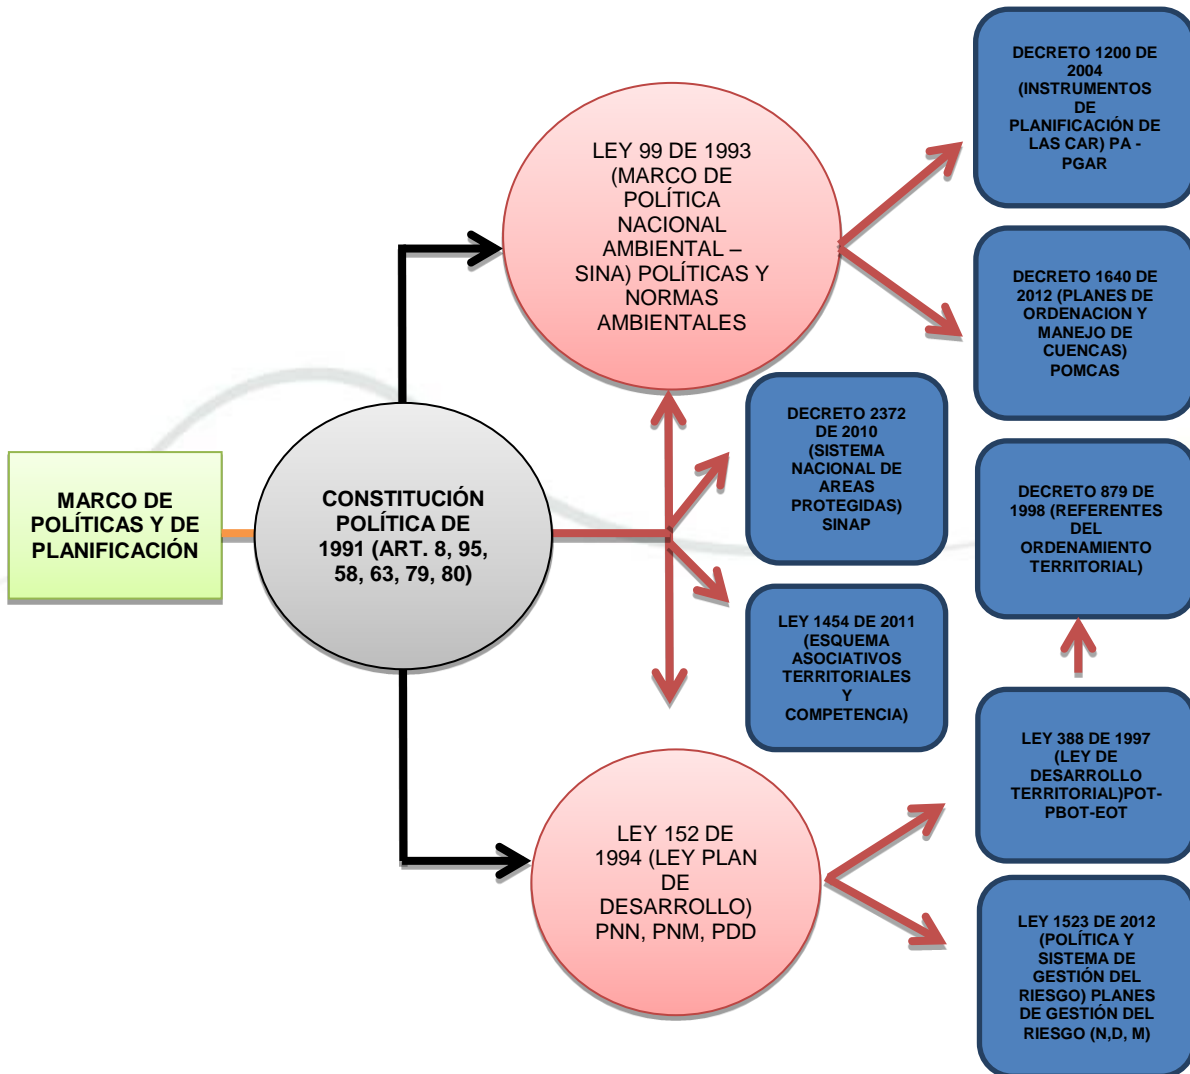 MARCO DE
POLÍTICAS Y DE
PLANIFICACIÓN
CONSTITUCIÓN
POLÍTICA DE
1991 (ART. 8, 95,
58, 63, 79, 80)
LEY 99 DE 1993
(MARCO DE
POLÍTICA
NACIONAL
AMBIENTAL –
SINA) POLÍTICAS Y
NORMAS
AMBIENTALES
DECRETO 1200 DE
2004
(INSTRUMENTOS
DE
PLANIFICACIÓN DE
LAS CAR) PA -
PGAR
DECRETO 1640 DE
2012 (PLANES DE
ORDENACION Y
MANEJO DE
CUENCAS)
POMCAS
DECRETO 2372
DE 2010
(SISTEMA
NACIONAL DE
AREAS
PROTEGIDAS)
SINAP
LEY 1454 DE 2011
(ESQUEMA
ASOCIATIVOS
TERRITORIALES
Y
COMPETENCIA)
DECRETO 879 DE
1998 (REFERENTES
DEL
ORDENAMIENTO
TERRITORIAL)
LEY 152 DE
1994 (LEY PLAN
DE
DESARROLLO)
PNN, PNM, PDD
LEY 388 DE 1997
(LEY DE
DESARROLLO
TERRITORIAL)POT-
PBOT-EOT
LEY 1523 DE 2012
(POLÍTICA Y
SISTEMA DE
GESTIÓN DEL
RIESGO) PLANES
DE GESTIÓN DEL
RIESGO (N,D, M)